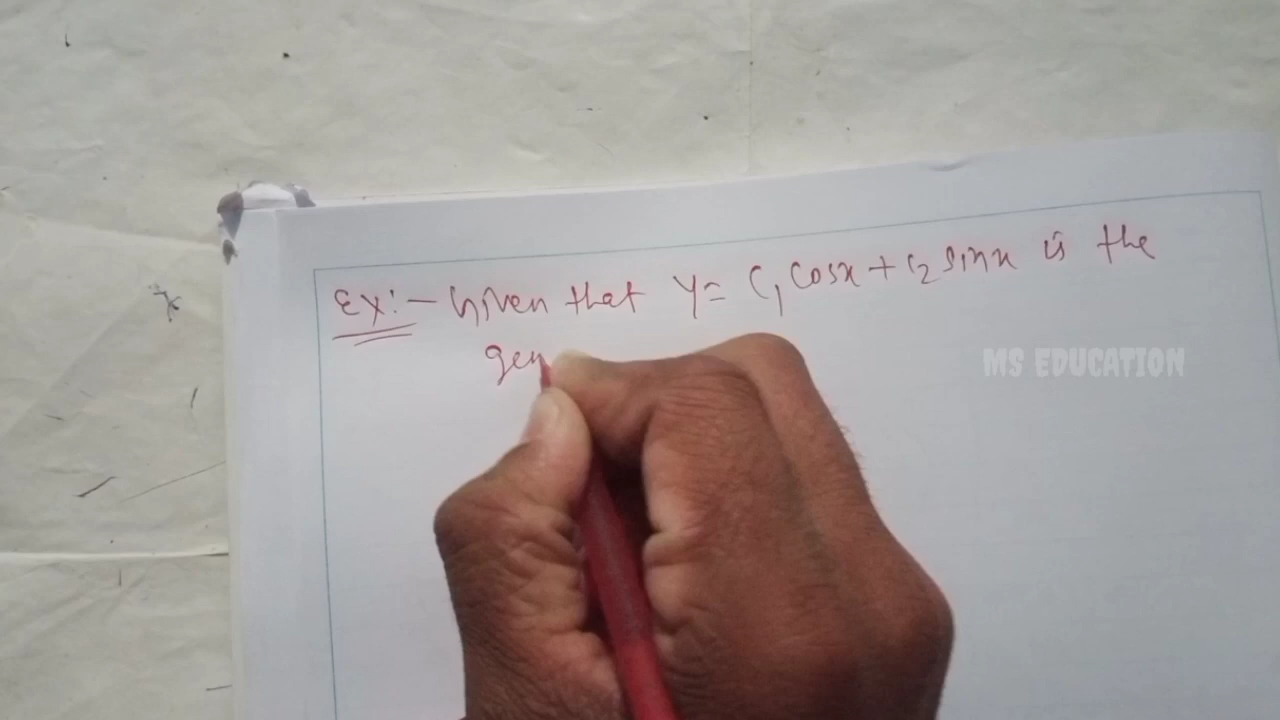 Ex:- Given that y = C₁ cosx + C₂ sinx is the
gen
MS EDUCATION